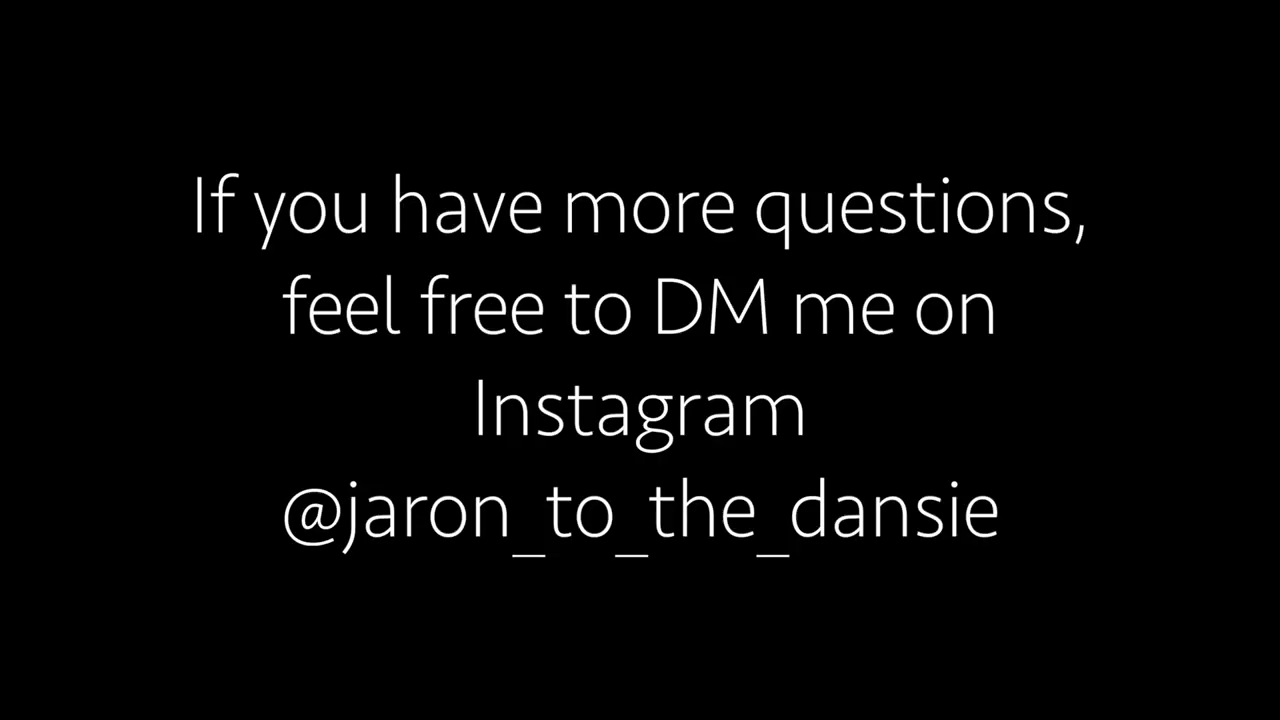 If you have more questions,
feel free to DM me on
Instagram
@jaron_to_the_dansie